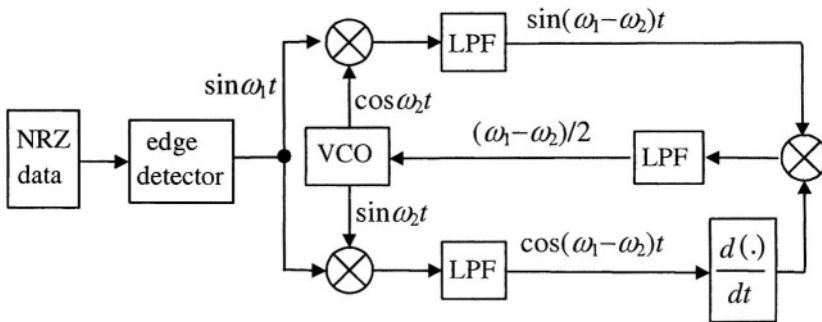 LPF
sin(ω₁−ω₂)t
sinω₁t
cosω₂t
NRZ
data
edge
detector
VCO
(ω₁−ω₂)/2
LPF
sinω₂t
LPF
cos(ω₁−ω₂)t
d(.)
dt